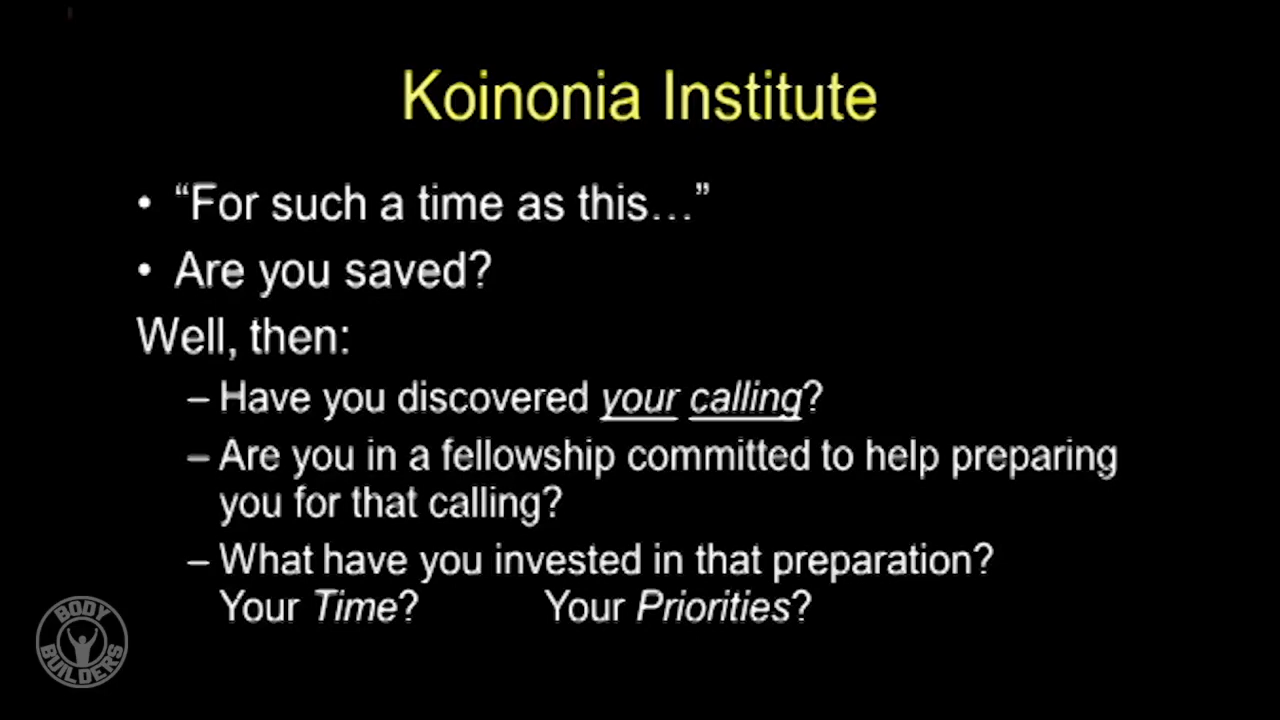 Koinonia Institute
• “For such a time as this…”
• Are you saved?
Well, then:
– Have you discovered your calling?
– Are you in a fellowship committed to help preparing
you for that calling?
– What have you invested in that preparation?
Your Time? Your Priorities?
BODY
BUILDERS